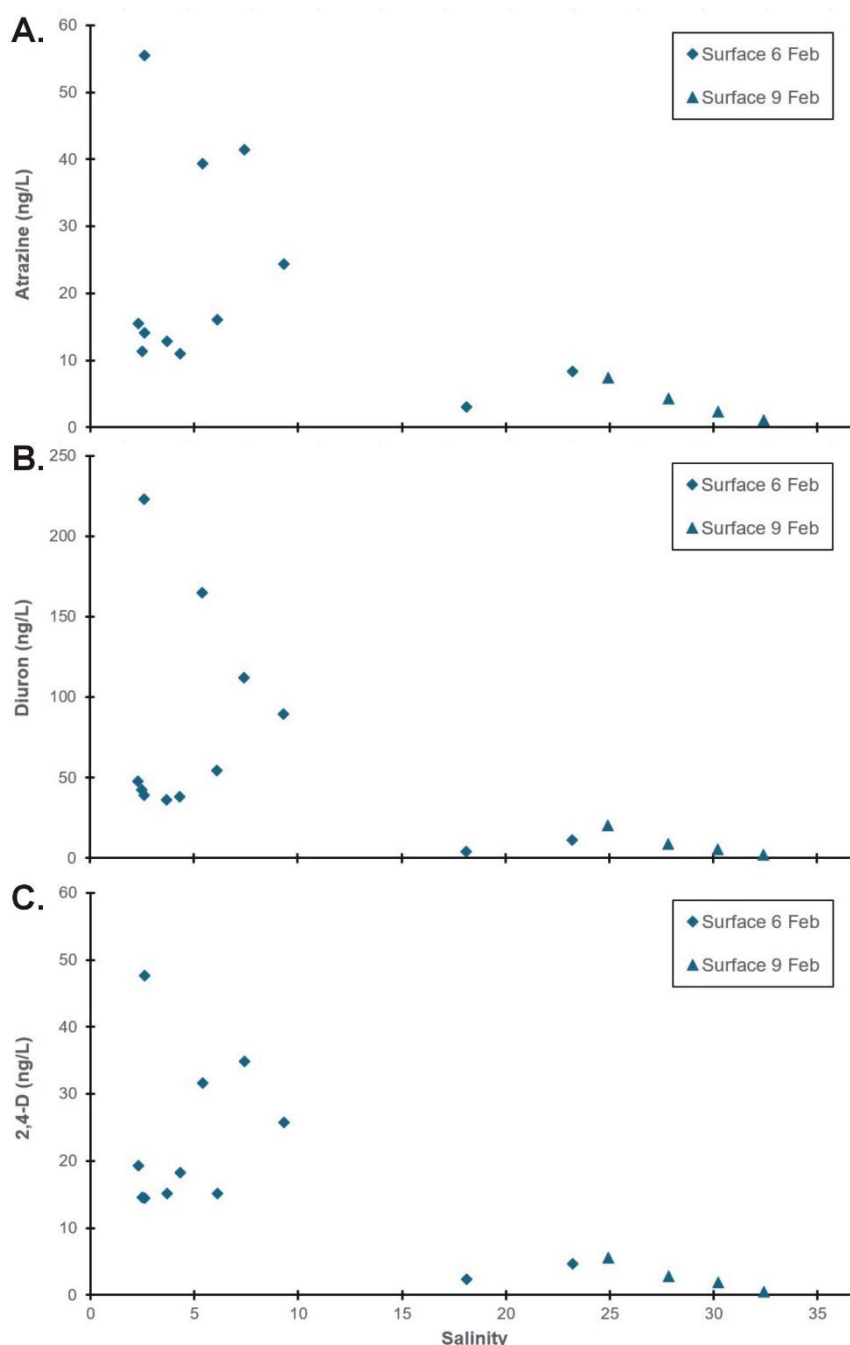 A.
60
50
40
30
20
10
0
Atrazine (ng/L)
Surface 6 Feb
Surface 9 Feb
B.
250
200
150
100
50
0
Diuron (ng/L)
Surface 6 Feb
Surface 9 Feb
C.
60
50
40
30
20
10
0
2,4-D (ng/L)
Surface 6 Feb
Surface 9 Feb
0 5 10 15 20 25 30 35
Salinity